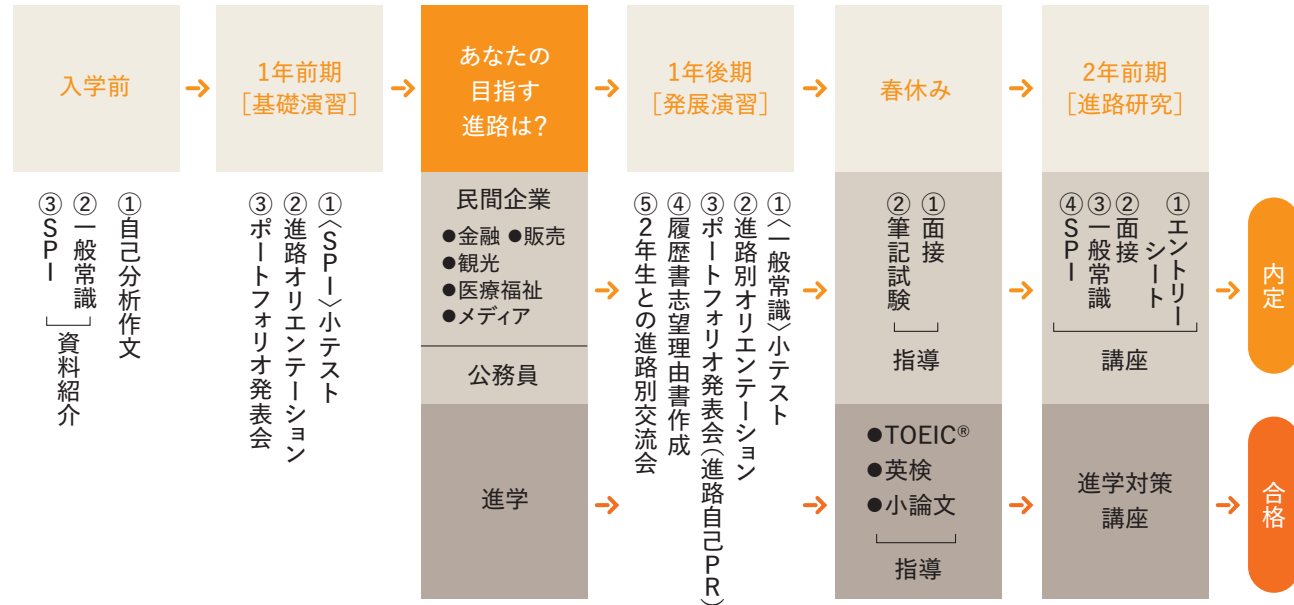 入学前
1年前期
[基礎演習]
あなたの
目指す
進路は?
1年後期
[発展演習]
春休み
2年前期
[進路研究]
①自己分析作文
②一般常識
③SPI
資料紹介
①〈SPI〉小テスト
②進路オリエンテーション
③ポートフォリオ発表会
民間企業
●金融 ●販売
●観光
●医療福祉
●メディア
公務員
進学
①〈一般常識〉小テスト
②進路別オリエンテーション
③ポートフォリオ発表会(進路自己PR)
④履歴書志望理由書作成
⑤2年生との進路別交流会
①面接
②筆記試験
指導
●TOEIC®
●英検
●小論文
指導
①エントリー
シート
②面接
③一般常識
④SPI
講座
進学対策
講座
内定
合格